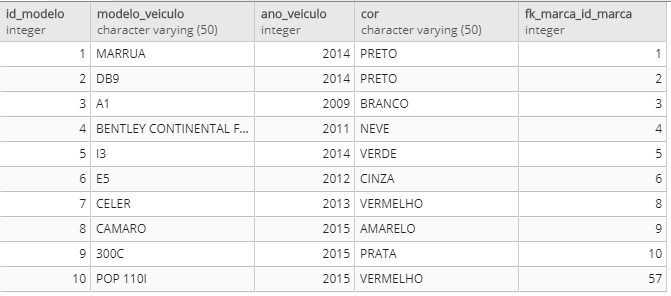 id_modelo modelo_veiculo ano_veiculo cor fk_marca_id_marca
integer character varying (50) integer character varying (50) integer
1 MARRUA 2014 PRETO 1
2 DB9 2014 PRETO 2
3 A1 2009 BRANCO 3
4 BENTLEY CONTINENTAL F... 2011 NEVE 4
5 I3 2014 VERDE 5
6 E5 2012 CINZA 6
7 CELER 2013 VERMELHO 8
8 CAMARO 2015 AMARELO 9
9 300C 2015 PRATA 10
10 POP 110I 2015 VERMELHO 57